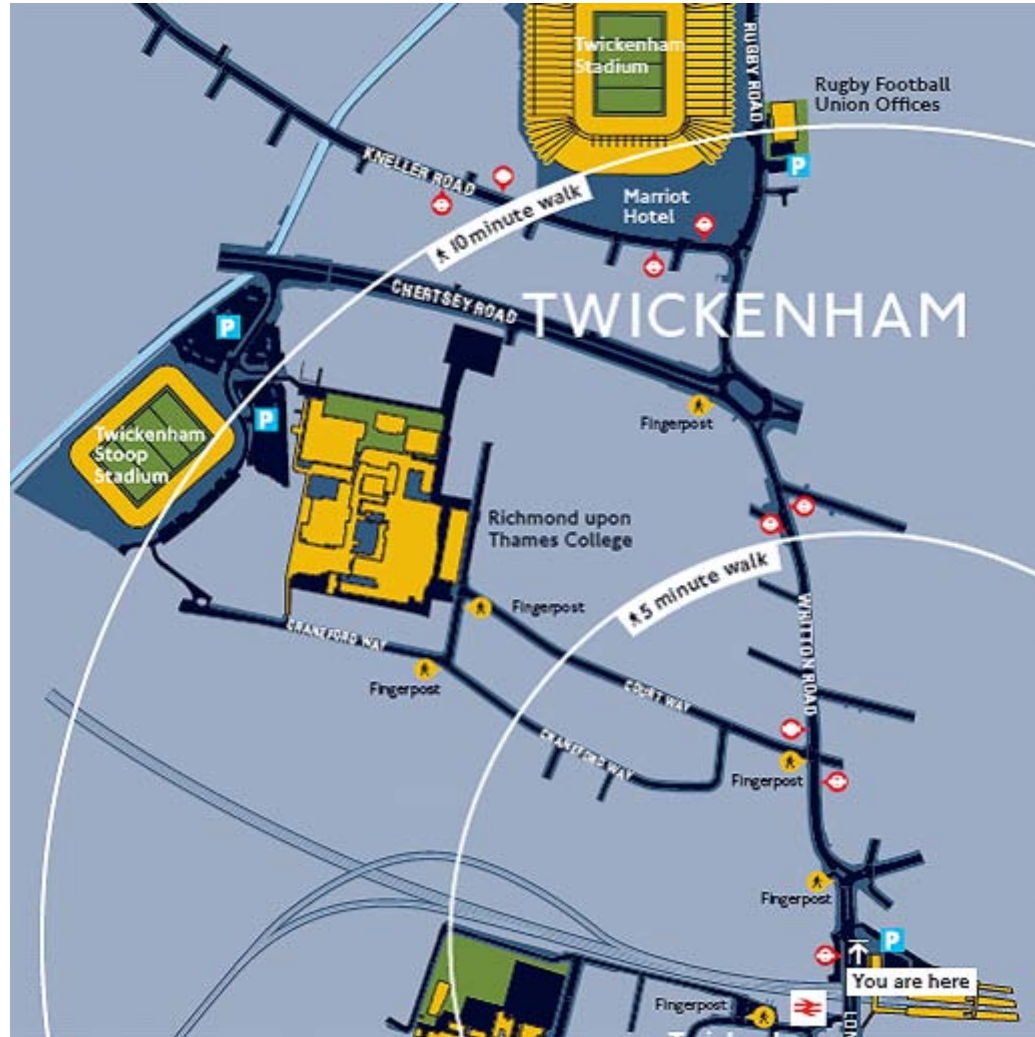 Twickenham
Stadium
RUGBY ROAD
Rugby Football
Union Offices
P
KNELLER ROAD
10 minute walk
Marriot
Hotel
CHERTSEY ROAD
TWICKENHAM
P
P
Fingerpost
Twickenham
Stoop
Stadium
Richmond upon
Thames College
5 minute walk
WHITTON ROAD
Fingerpost
CRANEFORD WAY
Fingerpost
COURT WAY
CRANEFORD WAY
Fingerpost
Fingerpost
P
You are here
Fingerpost